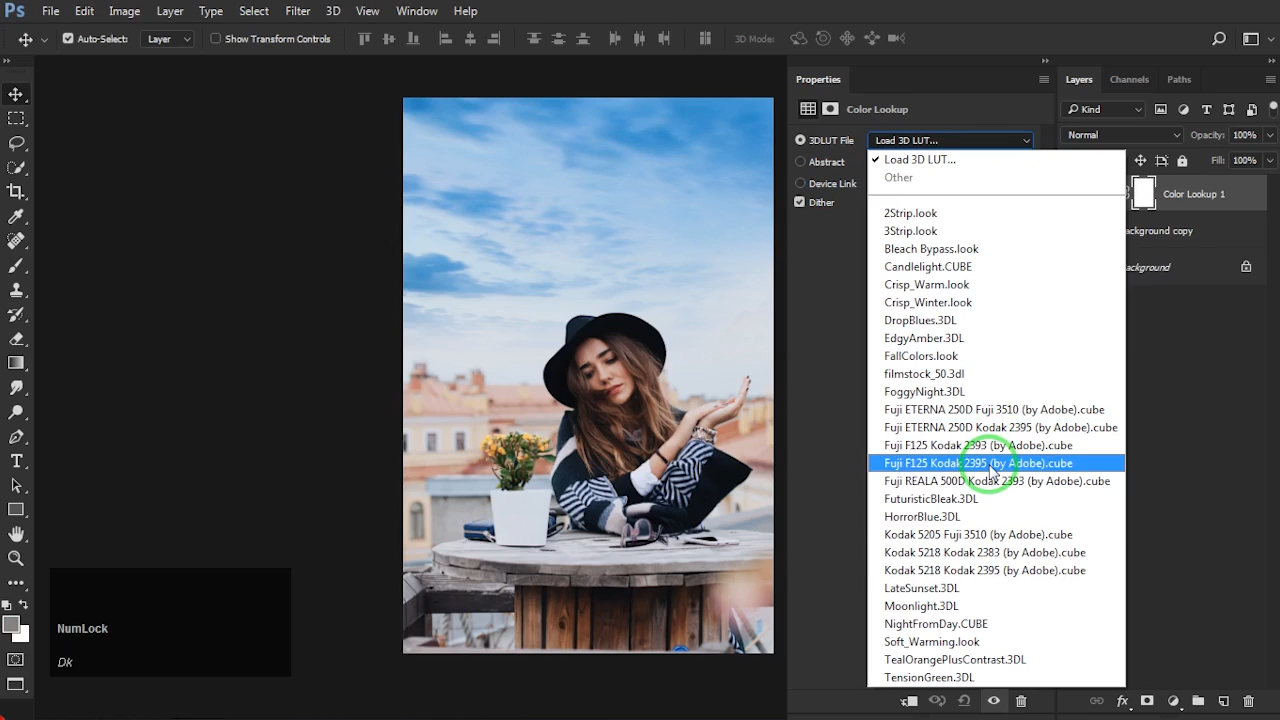 Ps File Edit Image Layer Type Select Filter 3D View Window Help
Auto-Select: Layer Show Transform Controls 3D Mode:
Properties
Color Lookup
3DLUT File Load 3D LUT...
Abstract
Device Link
Dither
Load 3D LUT...
Other
2Strip.look
3Strip.look
Bleach Bypass.look
Candlelight.CUBE
Crisp_Warm.look
Crisp_Winter.look
DropBlues.3DL
EdgyAmber.3DL
FallColors.look
filmstock_50.3dl
FoggyNight.3DL
Fuji ETERNA 250D Fuji 3510 (by Adobe).cube
Fuji ETERNA 250D Kodak 2395 (by Adobe).cube
Fuji F125 Kodak 2393 (by Adobe).cube
Fuji F125 Kodak 2395 (by Adobe).cube
Fuji REALA 500D Kodak 2393 (by Adobe).cube
FuturisticBleak.3DL
HorrorBlue.3DL
Kodak 5205 Fuji 3510 (by Adobe).cube
Kodak 5218 Kodak 2383 (by Adobe).cube
Kodak 5218 Kodak 2395 (by Adobe).cube
LateSunset.3DL
Moonlight.3DL
NightFromDay.CUBE
Soft_Warming.look
TealOrangePlusContrast.3DL
TensionGreen.3DL
Layers Channels Paths
Kind
Normal Opacity: 100%
Fill: 100%
Color Lookup 1
ackground copy
ackground
NumLock
Dk